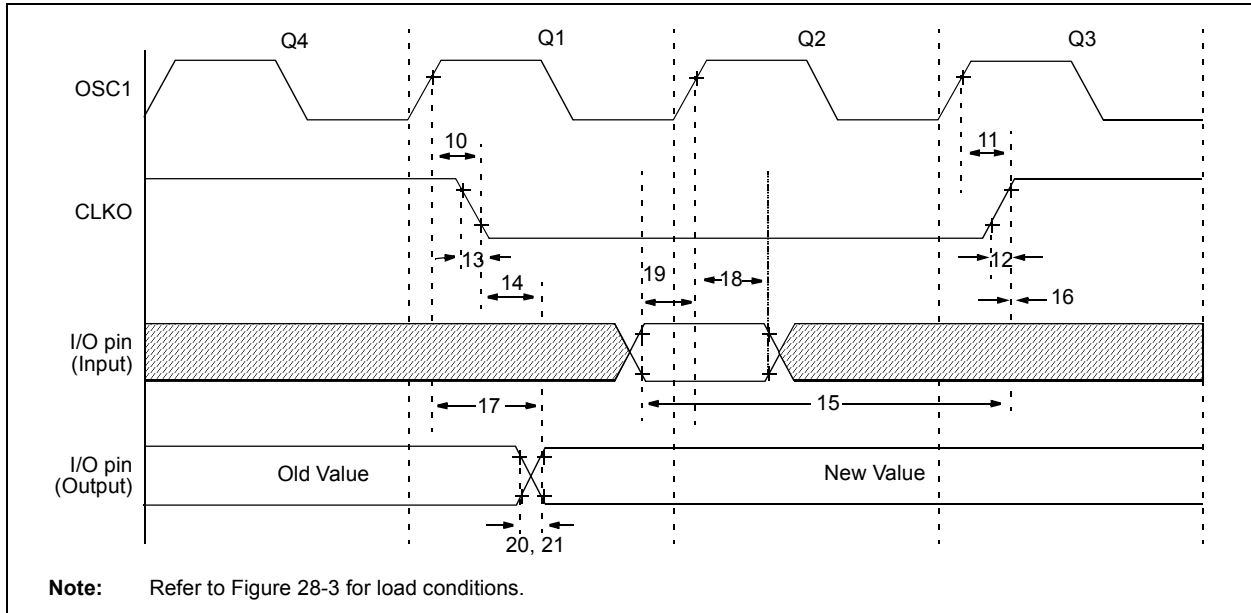 Q4 Q1 Q2 Q3
OSC1
10
11
CLKO
13
12
14
19
18
16
I/O pin
(Input)
17
15
I/O pin
(Output)
Old Value
New Value
20, 21
Note: Refer to Figure 28-3 for load conditions.